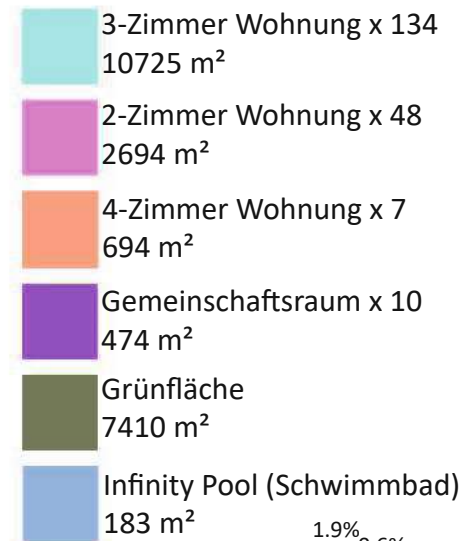 3-Zimmer Wohnung x 134
10725 m²
2-Zimmer Wohnung x 48
2694 m²
4-Zimmer Wohnung x 7
694 m²
Gemeinschaftsraum x 10
474 m²
Grünfläche
7410 m²
Infinity Pool (Schwimmbad)
183 m²
1.9%